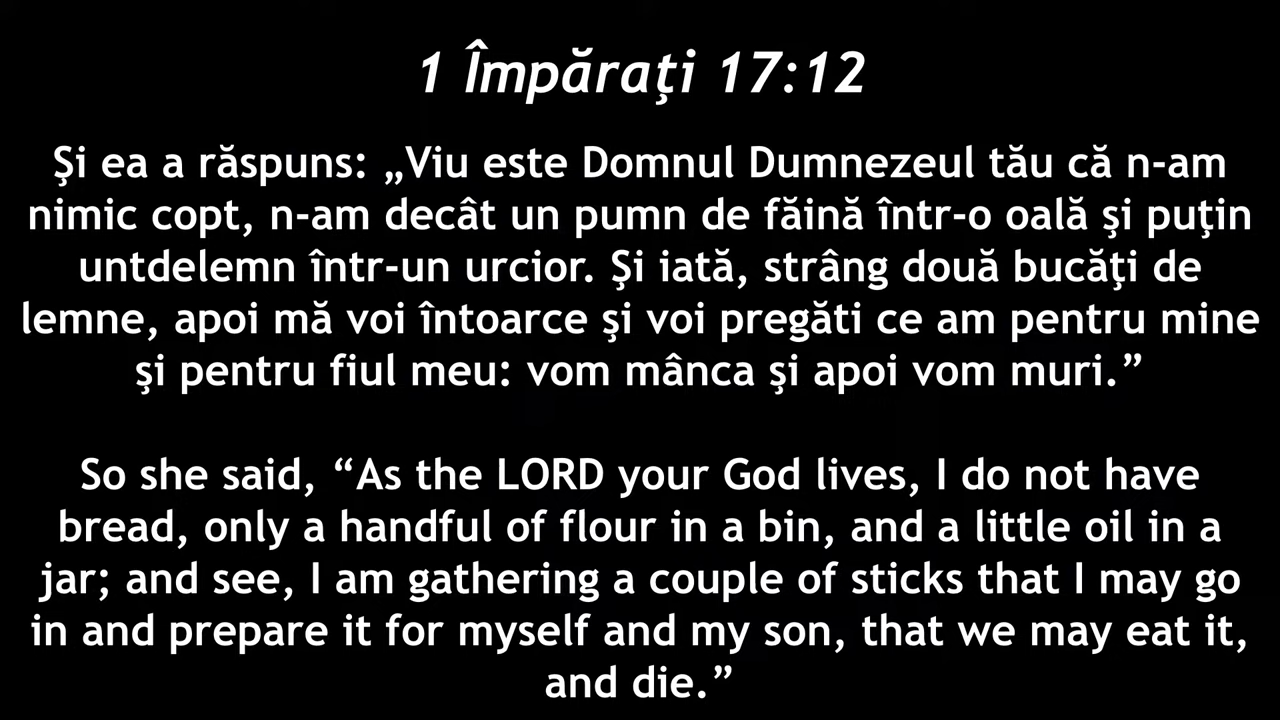 1 Împăraţi 17:12
Şi ea a răspuns: „Viu este Domnul Dumnezeul tău că n-am
nimic copt, n-am decât un pumn de făină într-o oală şi puţin
untdelemn într-un urcior. Şi iată, strâng două bucăţi de
lemne, apoi mă voi întoarce şi voi pregăti ce am pentru mine
şi pentru fiul meu: vom mânca şi apoi vom muri.”
So she said, “As the LORD your God lives, I do not have
bread, only a handful of flour in a bin, and a little oil in a
jar; and see, I am gathering a couple of sticks that I may go
in and prepare it for myself and my son, that we may eat it,
and die.”